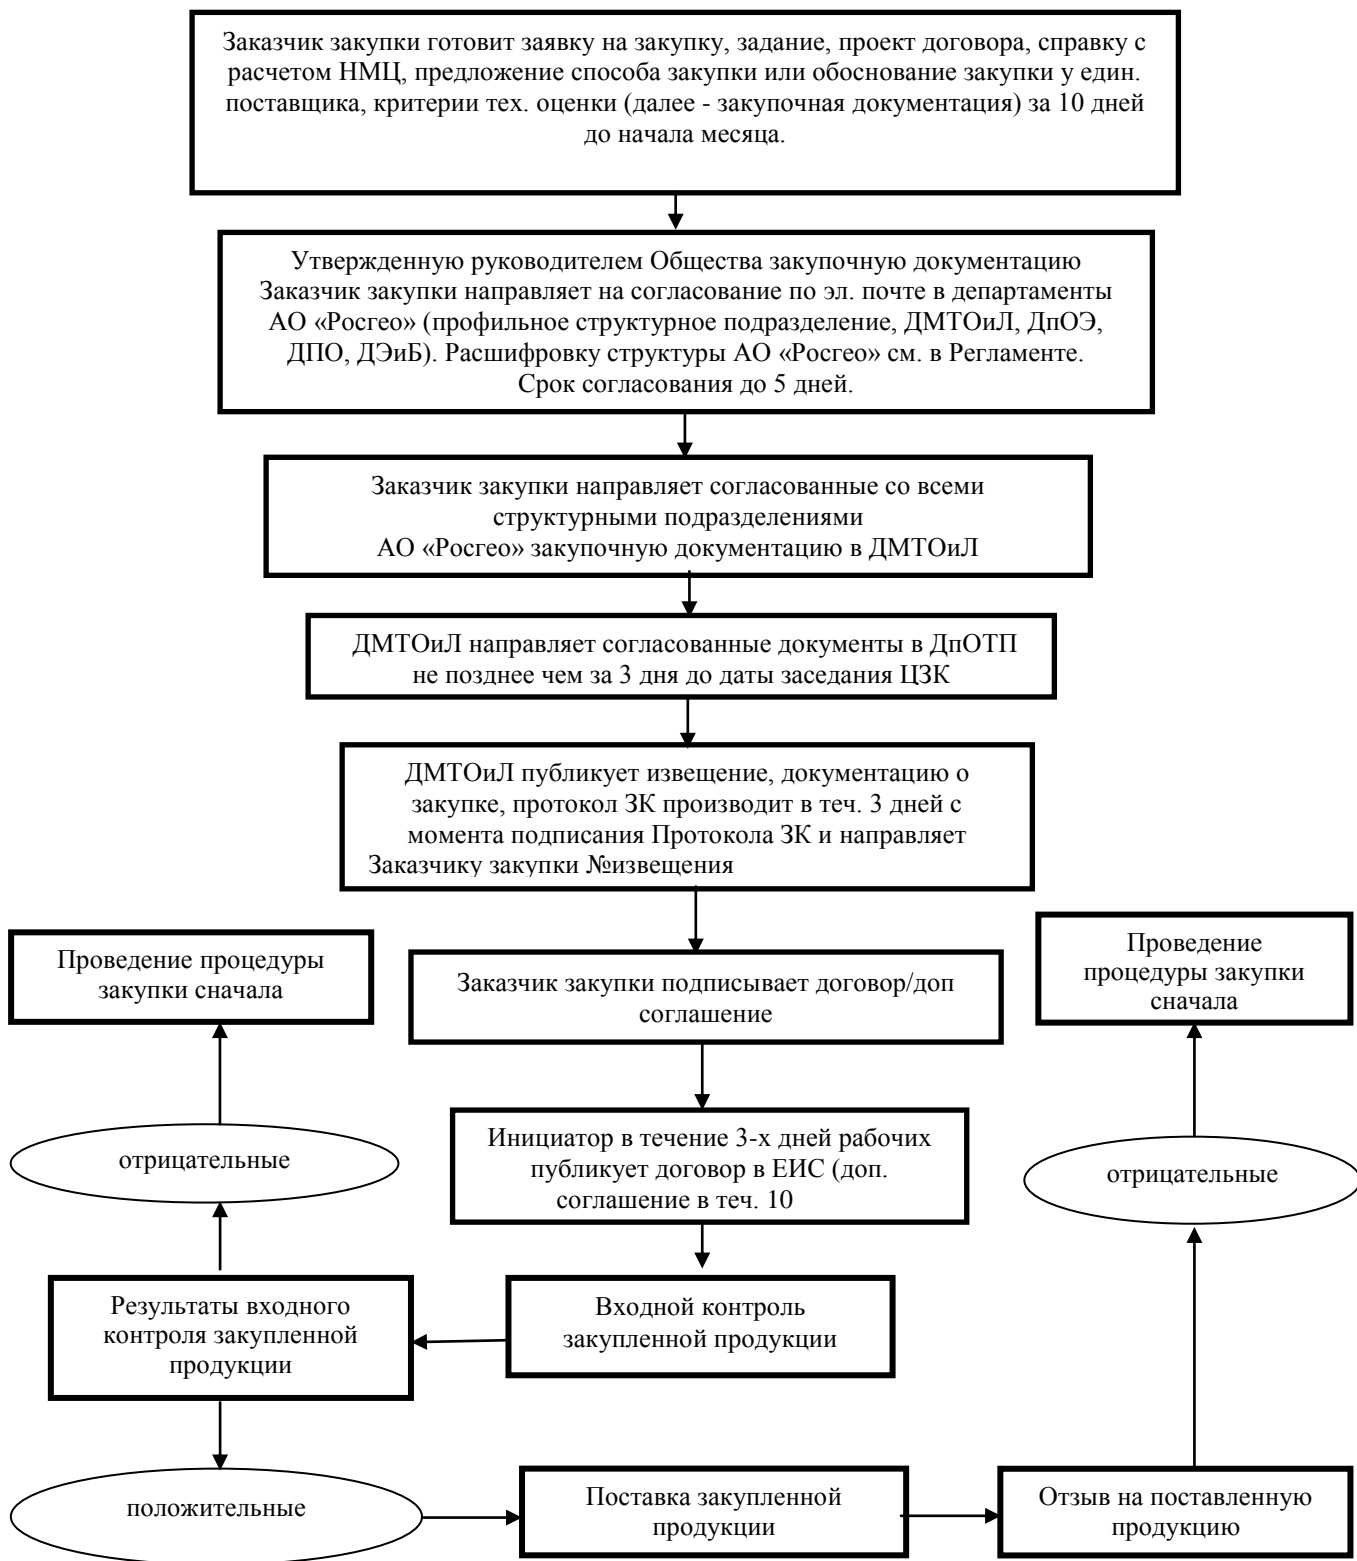 Заказчик закупки готовит заявку на закупку, задание, проект договора, справку с
расчетом НМЦ, предложение способа закупки или обоснование закупки у един.
поставщика, критерии тех. оценки (далее - закупочная документация) за 10 дней
до начала месяца.
Утвержденную руководителем Общества закупочную документацию
Заказчик закупки направляет на согласование по эл. почте в департаменты
АО «Росгео» (профильное структурное подразделение, ДМТОиЛ, ДпОЭ,
ДПО, ДЭиБ). Расшифровку структуры АО «Росгео» см. в Регламенте.
Срок согласования до 5 дней.
Заказчик закупки направляет согласованные со всеми
структурными подразделениями
АО «Росгео» закупочную документацию в ДМТОиЛ
ДМТОиЛ направляет согласованные документы в ДпОТП
не позднее чем за 3 дня до даты заседания ЦЗК
ДМТОиЛ публикует извещение, документацию о
закупке, протокол ЗК производит в теч. 3 дней с
момента подписания Протокола ЗК и направляет
Заказчику закупки №извещения
Проведение процедуры
закупки сначала
Заказчик закупки подписывает договор/доп
соглашение
Проведение
процедуры закупки
сначала
Инициатор в течение 3-х дней рабочих
публикует договор в ЕИС (доп.
соглашение в теч. 10
отрицательные
отрицательные
Результаты входного
контроля закупленной
продукции
Входной контроль
закупленной продукции
положительные
Поставка закупленной
продукции
Отзыв на поставленную
продукцию